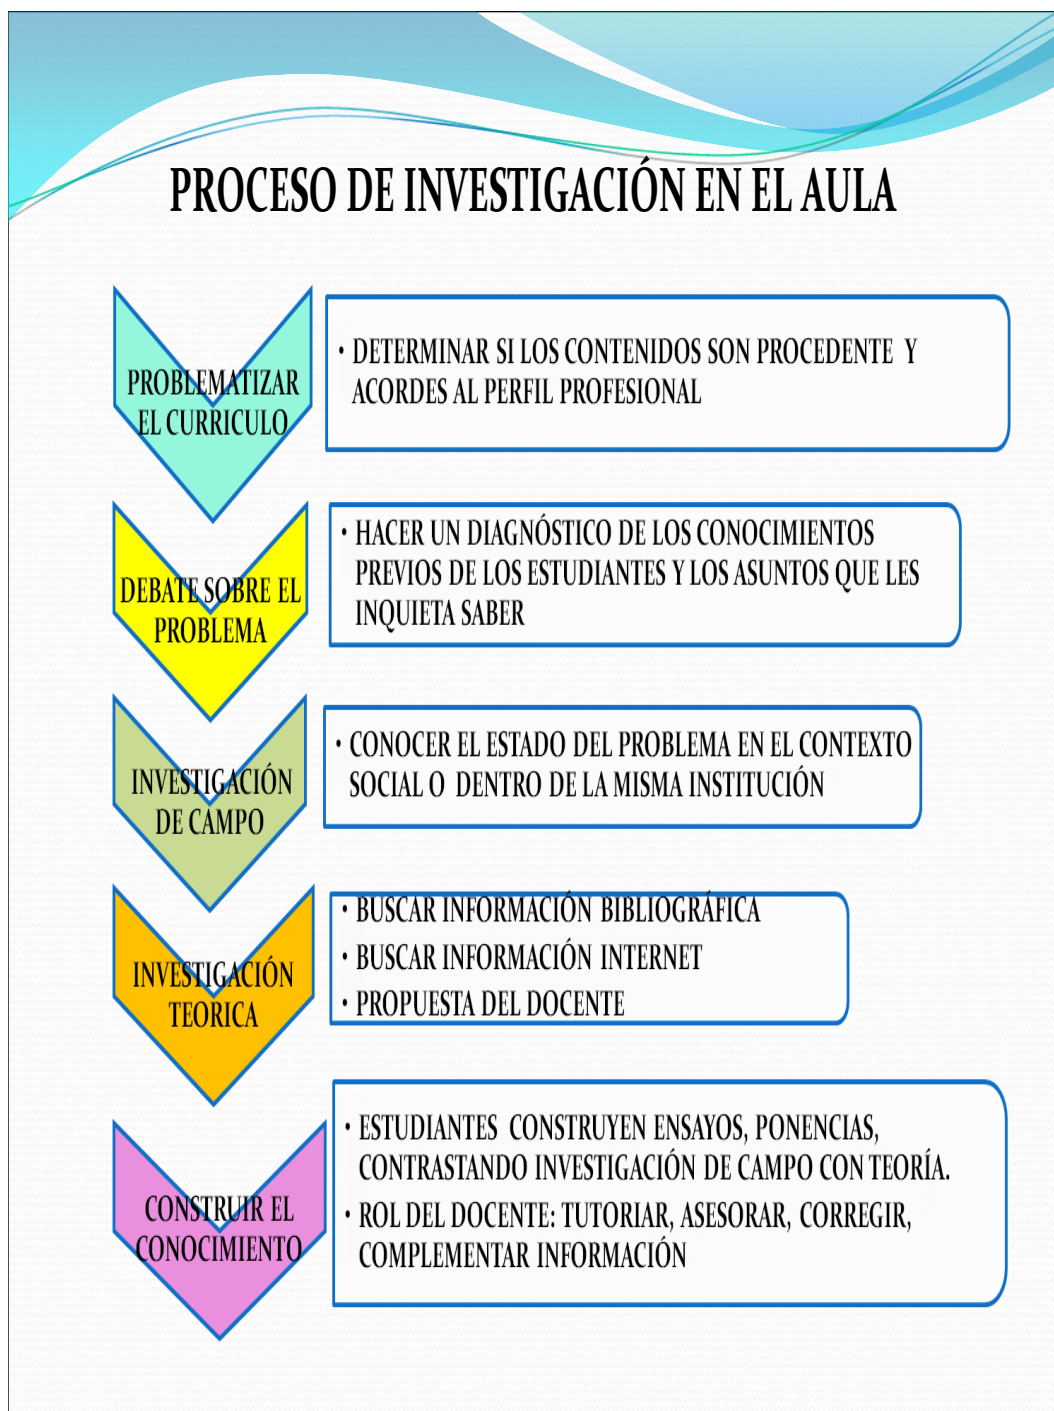 PROCESO DE INVESTIGACIÓN EN EL AULA
PROBLEMATIZAR
EL CURRICULO
• DETERMINAR SI LOS CONTENIDOS SON PROCEDENTE Y
ACORDES AL PERFIL PROFESIONAL
DEBATE SOBRE EL
PROBLEMA
• HACER UN DIAGNÓSTICO DE LOS CONOCIMIENTOS
PREVIOS DE LOS ESTUDIANTES Y LOS ASUNTOS QUE LES
INQUIETA SABER
INVESTIGACIÓN
DE CAMPO
• CONOCER EL ESTADO DEL PROBLEMA EN EL CONTEXTO
SOCIAL O DENTRO DE LA MISMA INSTITUCIÓN
INVESTIGACIÓN
TEORICA
• BUSCAR INFORMACIÓN BIBLIOGRÁFICA
• BUSCAR INFORMACIÓN INTERNET
• PROPUESTA DEL DOCENTE
CONSTRUIR EL
CONOCIMIENTO
• ESTUDIANTES CONSTRUYEN ENSAYOS, PONENCIAS,
CONTRASTANDO INVESTIGACIÓN DE CAMPO CON TEORÍA.
• ROL DEL DOCENTE: TUTORIAR, ASESORAR, CORREGIR,
COMPLEMENTAR INFORMACIÓN